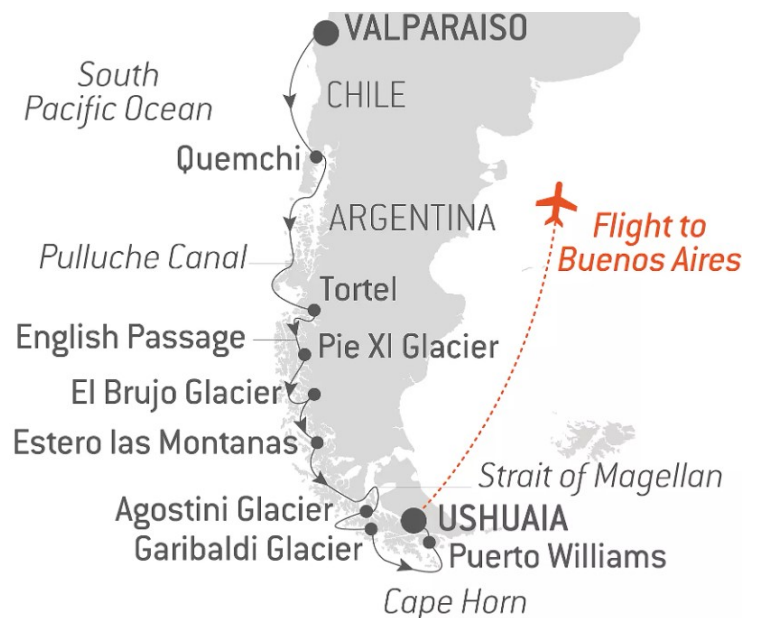 VALPARAISO
South
Pacific Ocean
CHILE
Quemchi
ARGENTINA
Flight to
Buenos Aires
Pulluche Canal
Tortel
English Passage
Pie XI Glacier
El Brujo Glacier
Estero las Montanas
Strait of Magellan
Agostini Glacier
USHUAIA
Garibaldi Glacier
Puerto Williams
Cape Horn